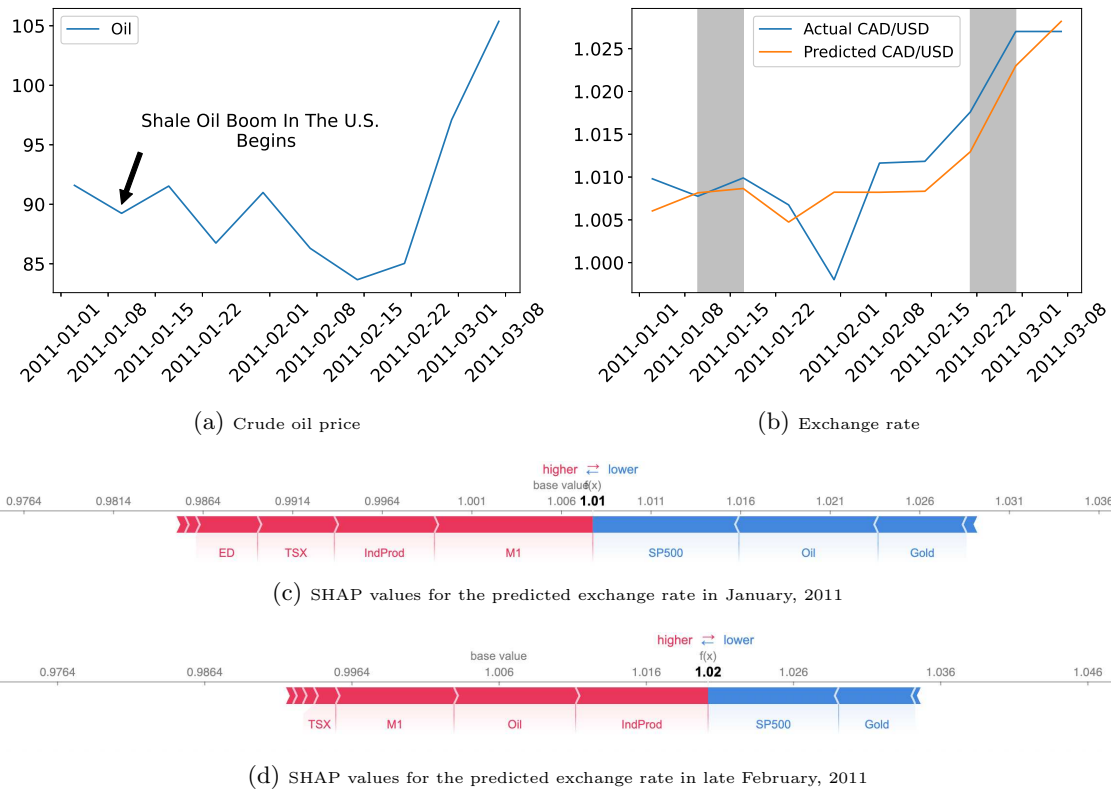 105
100
95
90
85
Oil
Shale Oil Boom In The U.S.
Begins
2011-01-01
2011-01-08
2011-01-15
2011-01-22
2011-02-01
2011-02-08
2011-02-15
2011-02-22
2011-03-01
2011-03-08
(a) Crude oil price
1.025
1.020
1.015
1.010
1.005
1.000
Actual CAD/USD
Predicted CAD/USD
2011-01-01
2011-01-08
2011-01-15
2011-01-22
2011-02-01
2011-02-08
2011-02-15
2011-02-22
2011-03-01
2011-03-08
(b) Exchange rate
higher ⇄ lower
base value f(x)
0.9764 0.9814 0.9864 0.9914 0.9964 1.001 1.006 1.01 1.011 1.016 1.021 1.026 1.031 1.036
ED TSX IndProd M1 SP500 Oil Gold
(c) SHAP values for the predicted exchange rate in January, 2011
higher ⇄ lower
base value f(x)
0.9764 0.9864 0.9964 1.006 1.016 1.02 1.026 1.036 1.046
TSX M1 Oil IndProd SP500 Gold
(d) SHAP values for the predicted exchange rate in late February, 2011